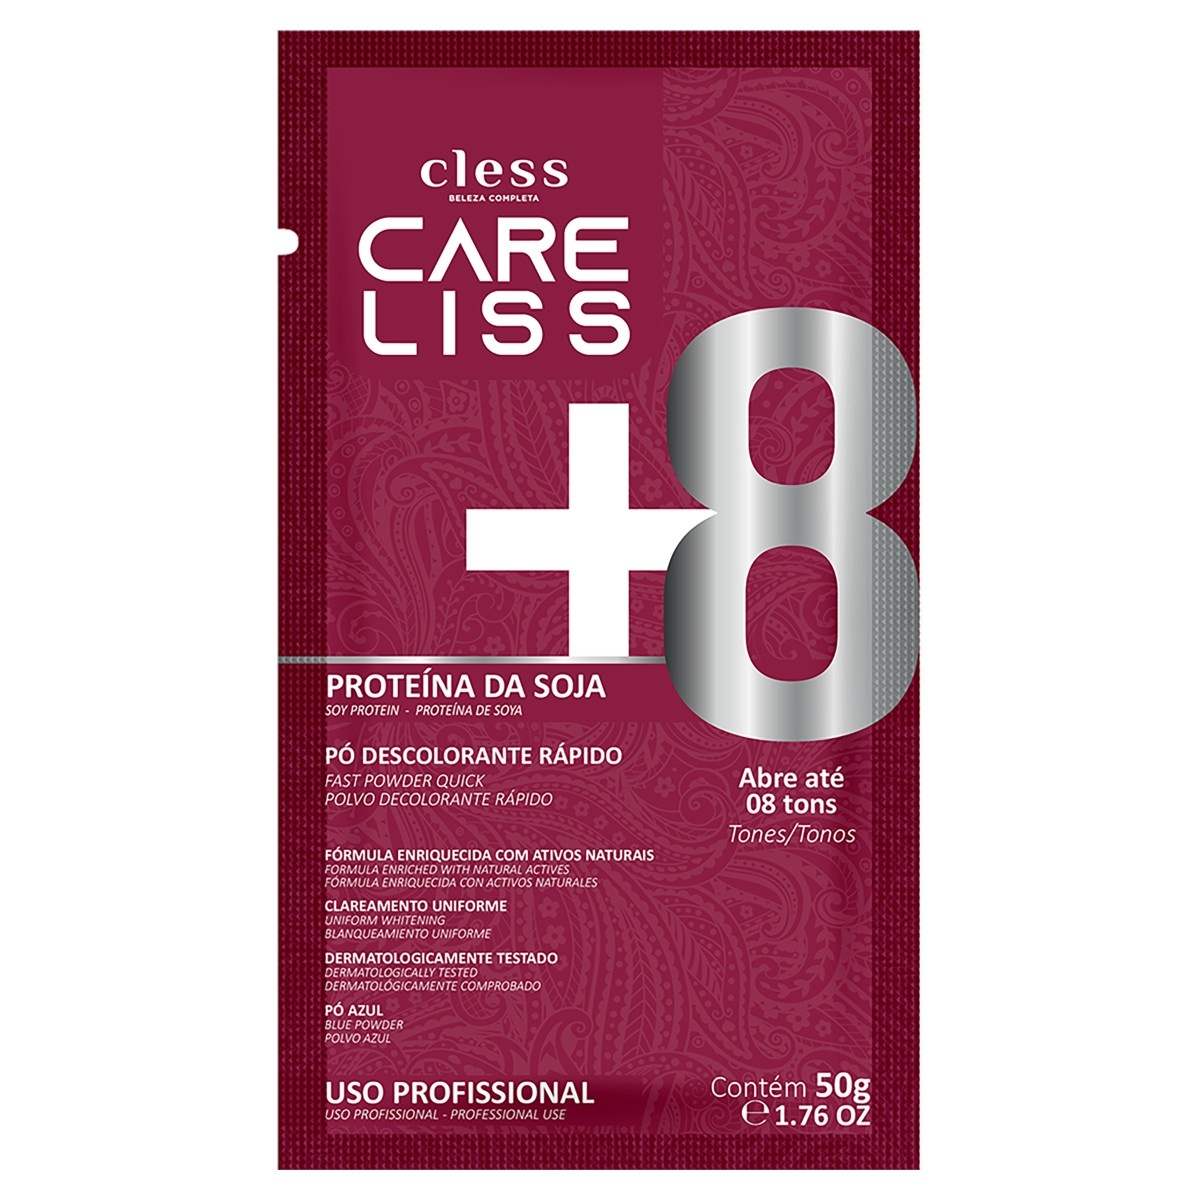 cless
BELEZA COMPLETA
CARE
LISS
+8
PROTEÍNA DA SOJA
SOY PROTEIN - PROTEÍNA DE SOYA
PÓ DESCOLORANTE RÁPIDO
FAST POWDER QUICK
POLVO DECOLORANTE RÁPIDO
Abre até
08 tons
Tones/Tonos
FÓRMULA ENRIQUECIDA COM ATIVOS NATURAIS
FORMULA ENRICHED WITH NATURAL ACTIVES
FÓRMULA ENRIQUECIDA CON ACTIVOS NATURALES
CLAREAMENTO UNIFORME
UNIFORM WHITENING
BLANQUEAMIENTO UNIFORME
DERMATOLOGICAMENTE TESTADO
DERMATOLOGICALLY TESTED
DERMATOLÓGICAMENTE COMPROBADO
PÓ AZUL
BLUE POWDER
POLVO AZUL
USO PROFISSIONAL
USO PROFISSIONAL - PROFESSIONAL USE
Contém 50g
℮ 1.76 OZ